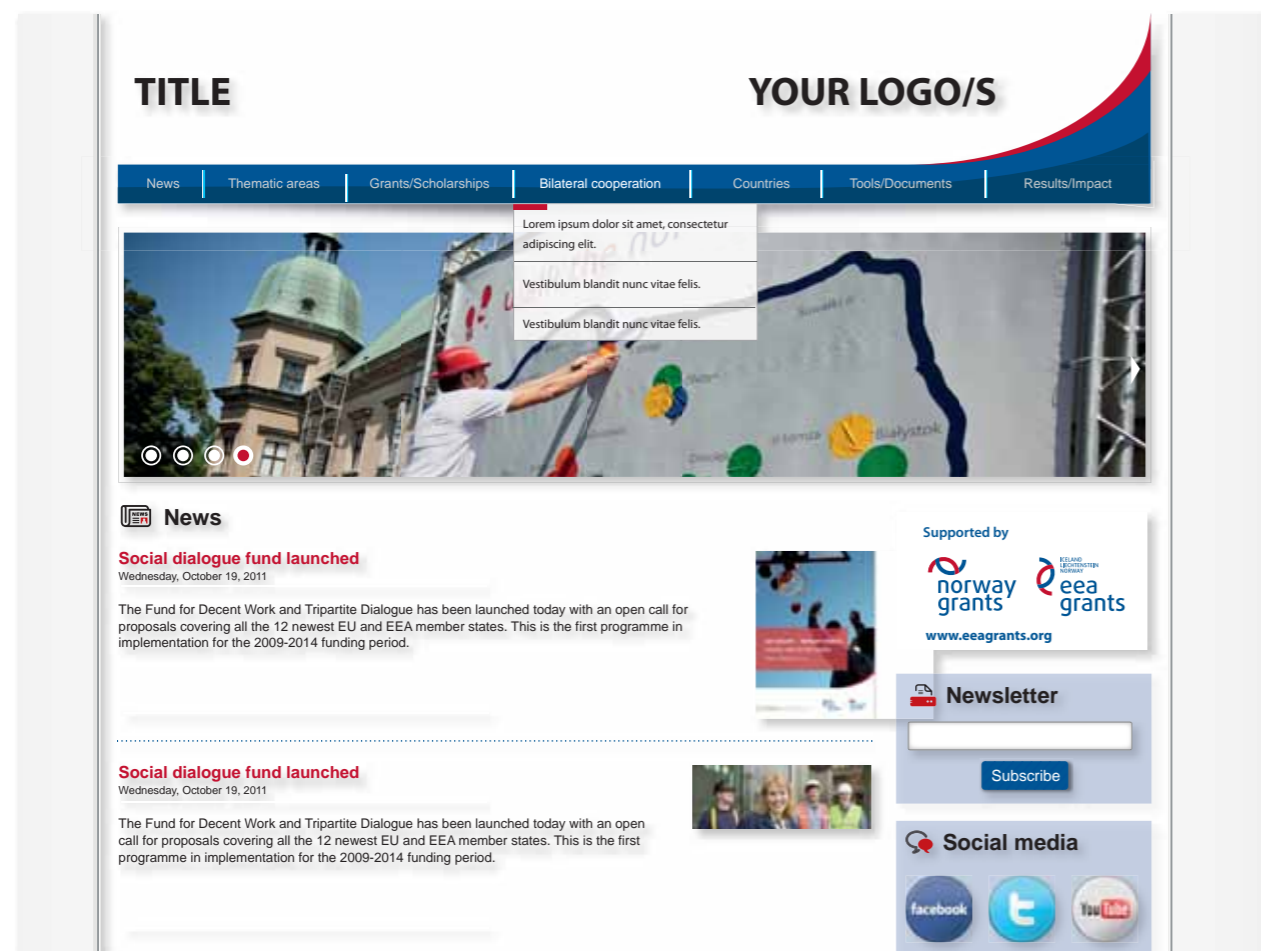 TITLE
YOUR LOGO/S
News
Thematic areas
Grants/Scholarships
Bilateral cooperation
Countries
Tools/Documents
Results/Impact
Lorem ipsum dolor sit amet, consectetur
adipiscing elit.
Vestibulum blandit nunc vitae felis.
Vestibulum blandit nunc vitae felis.
the
Suwałki
Białystok
NEWS
News
Social dialogue fund launched
Wednesday, October 19, 2011
The Fund for Decent Work and Tripartite Dialogue has been launched today with an open call for
proposals covering all the 12 newest EU and EEA member states. This is the first programme in
implementation for the 2009-2014 funding period.
Social dialogue fund launched
Wednesday, October 19, 2011
The Fund for Decent Work and Tripartite Dialogue has been launched today with an open
call for proposals covering all the 12 newest EU and EEA member states. This is the first
programme in implementation for the 2009-2014 funding period.
Supported by
norway
grants
ICELAND
LIECHTENSTEIN
NORWAY
eea
grants
www.eeagrants.org
Newsletter
Subscribe
Social media
facebook
t
You Tube